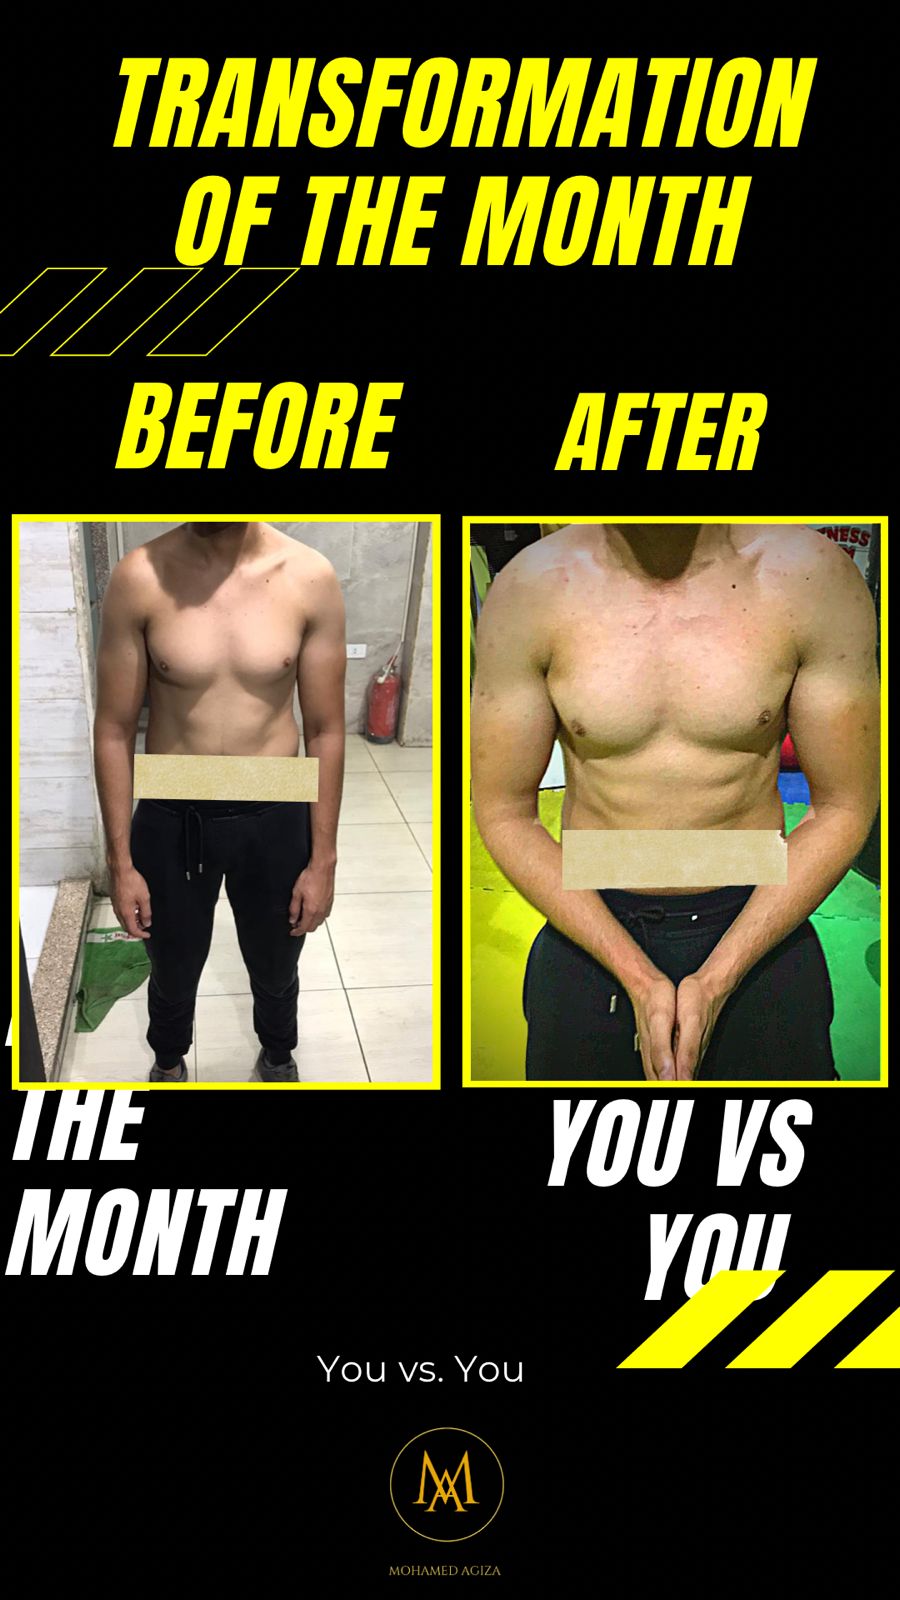 TRANSFORMATION
OF THE MONTH
BEFORE
AFTER
THE
MONTH
YOU VS
YOU
You vs. You
MOHAMED AGIZA